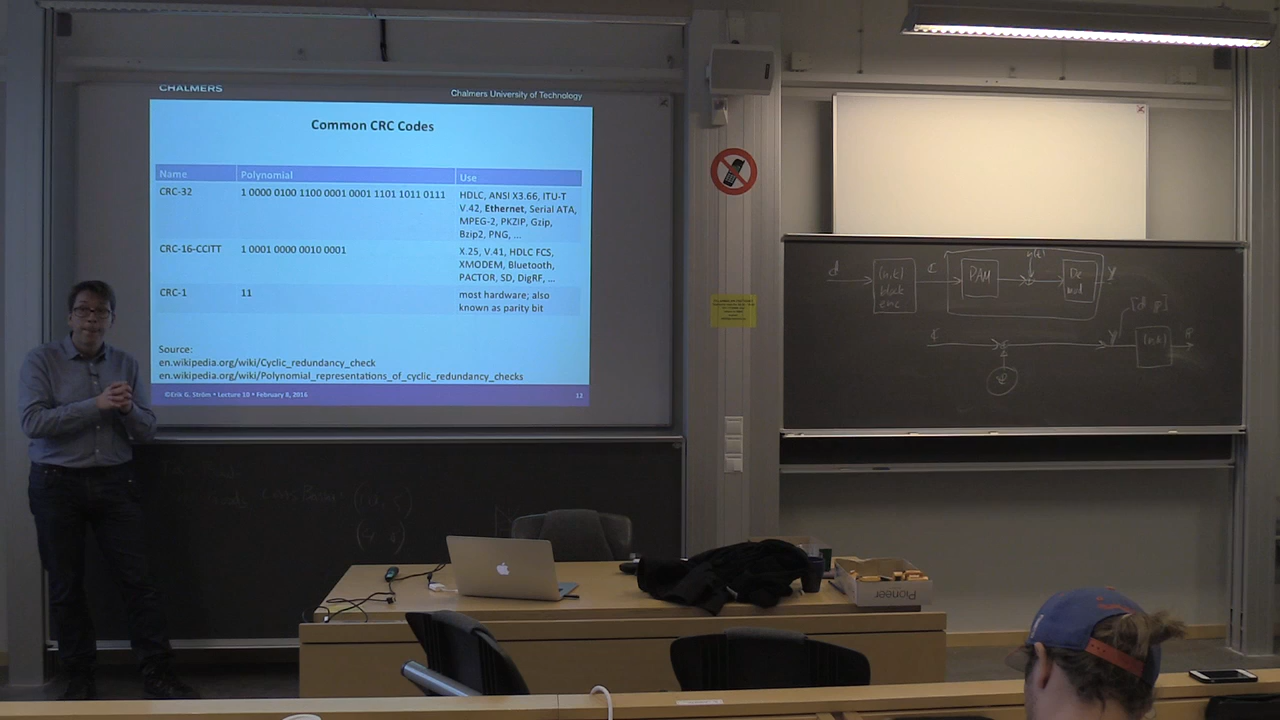 CHALMERS
Chalmers University of Technology
Common CRC Codes
Name Polynomial Use
CRC-32 1 0000 0100 1100 0001 0001 1101 1011 0111 HDLC, ANSI X3.66, ITU-T
V.42, Ethernet, Serial ATA,
MPEG-2, PKZIP, Gzip,
Bzip2, PNG, ...
CRC-16-CCITT 1 0001 0000 0010 0001 X.25, V.41, HDLC FCS,
XMODEM, Bluetooth,
PACTOR, SD, DigRF, ...
CRC-1 11 most hardware; also
known as parity bit
Source:
en.wikipedia.org/wiki/Cyclic_redundancy_check
en.wikipedia.org/wiki/Polynomial_representations_of_cyclic_redundancy_checks
©Erik G. Ström • Lecture 10 • February 8, 2016 12
d (n,k) c PAM n(t) De y
block mod
enc
c y
Pioneer